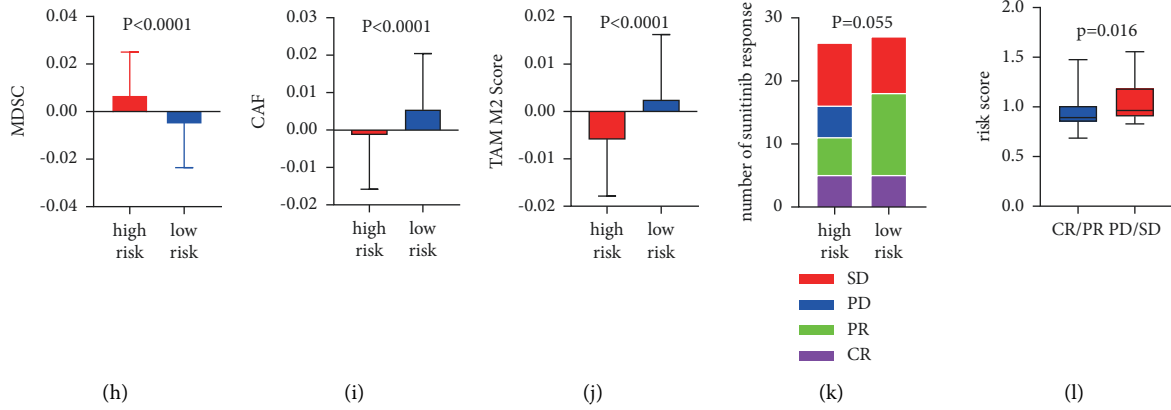 P<0.0001
MDSC
0.04
0.02
0.00
-0.02
-0.04
high
risk
low
risk
(h)
P<0.0001
CAF
0.03
0.02
0.01
0.00
-0.01
-0.02
high
risk
low
risk
(i)
P<0.0001
TAM M2 Score
0.02
0.01
0.00
-0.01
-0.02
high
risk
low
risk
(j)
P=0.055
number of sunitinib response
30
20
10
0
high
risk
low
risk
SD
PD
PR
CR
(k)
p=0.016
risk score
2.0
1.5
1.0
0.5
0.0
CR/PR PD/SD
(l)